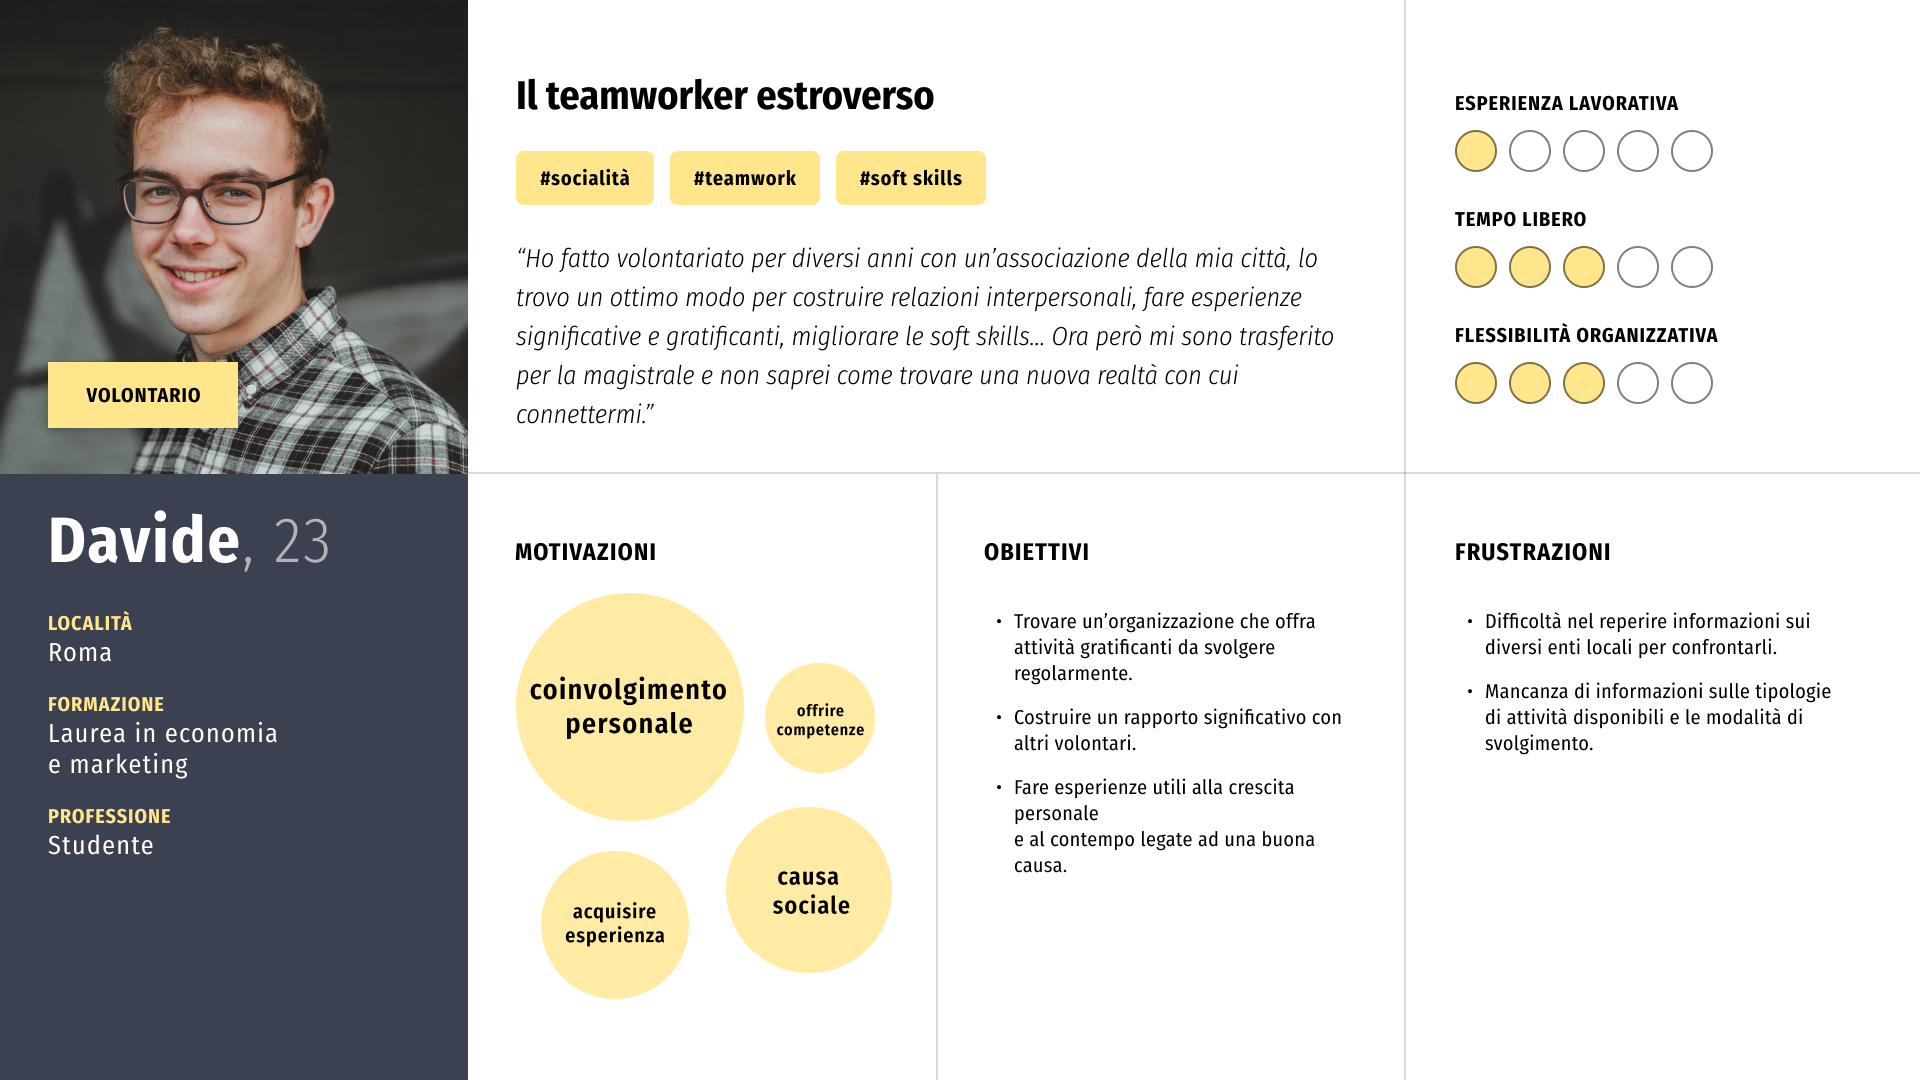 VOLONTARIO
Davide, 23
LOCALITÀ
Roma
FORMAZIONE
Laurea in economia
e marketing
PROFESSIONE
Studente
Il teamworker estroverso
#socialità
#teamwork
#soft skills
“Ho fatto volontariato per diversi anni con un’associazione della mia città, lo
trovo un ottimo modo per costruire relazioni interpersonali, fare esperienze
significative e gratificanti, migliorare le soft skills... Ora però mi sono trasferito
per la magistrale e non saprei come trovare una nuova realtà con cui
connettermi.”
ESPERIENZA LAVORATIVA
TEMPO LIBERO
FLESSIBILITÀ ORGANIZZATIVA
MOTIVAZIONI
coinvolgimento
personale
offrire
competenze
causa
sociale
acquisire
esperienza
OBIETTIVI
• Trovare un’organizzazione che offra
attività gratificanti da svolgere
regolarmente.
• Costruire un rapporto significativo con
altri volontari.
• Fare esperienze utili alla crescita
personale
e al contempo legate ad una buona
causa.
FRUSTRAZIONI
• Difficoltà nel reperire informazioni sui
diversi enti locali per confrontarli.
• Mancanza di informazioni sulle tipologie
di attività disponibili e le modalità di
svolgimento.